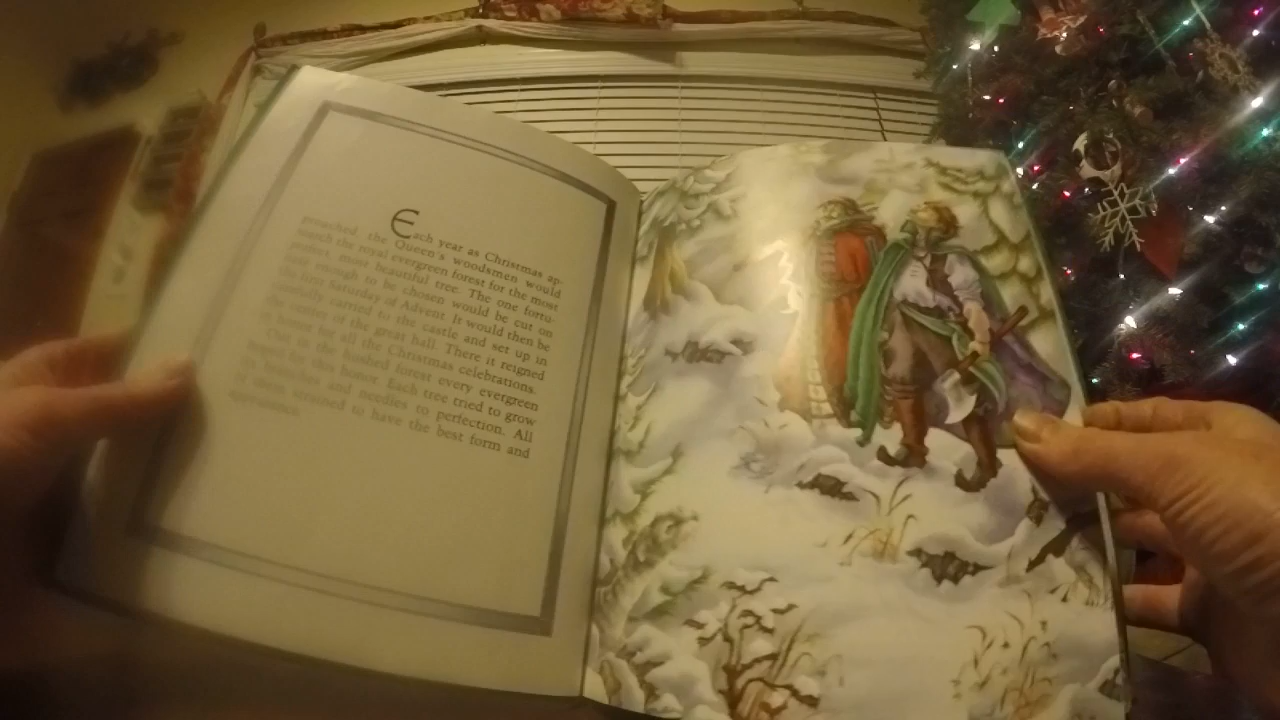 Each year as Christmas ap-
proached, the Queen's woodsmen would
search the royal evergreen forest for the most
perfect, most beautiful tree. The one fortu-
nate enough to be chosen would be cut on
the first Saturday of Advent. It would then be
carefully carried to the castle and set up in
the center of the great hall. There it reigned
in honor for all the Christmas celebrations.
Out in the hushed forest every evergreen
hoped for this honor. Each tree tried to grow
its branches and needles to perfection. All
of them strained to have the best form and
appearance.